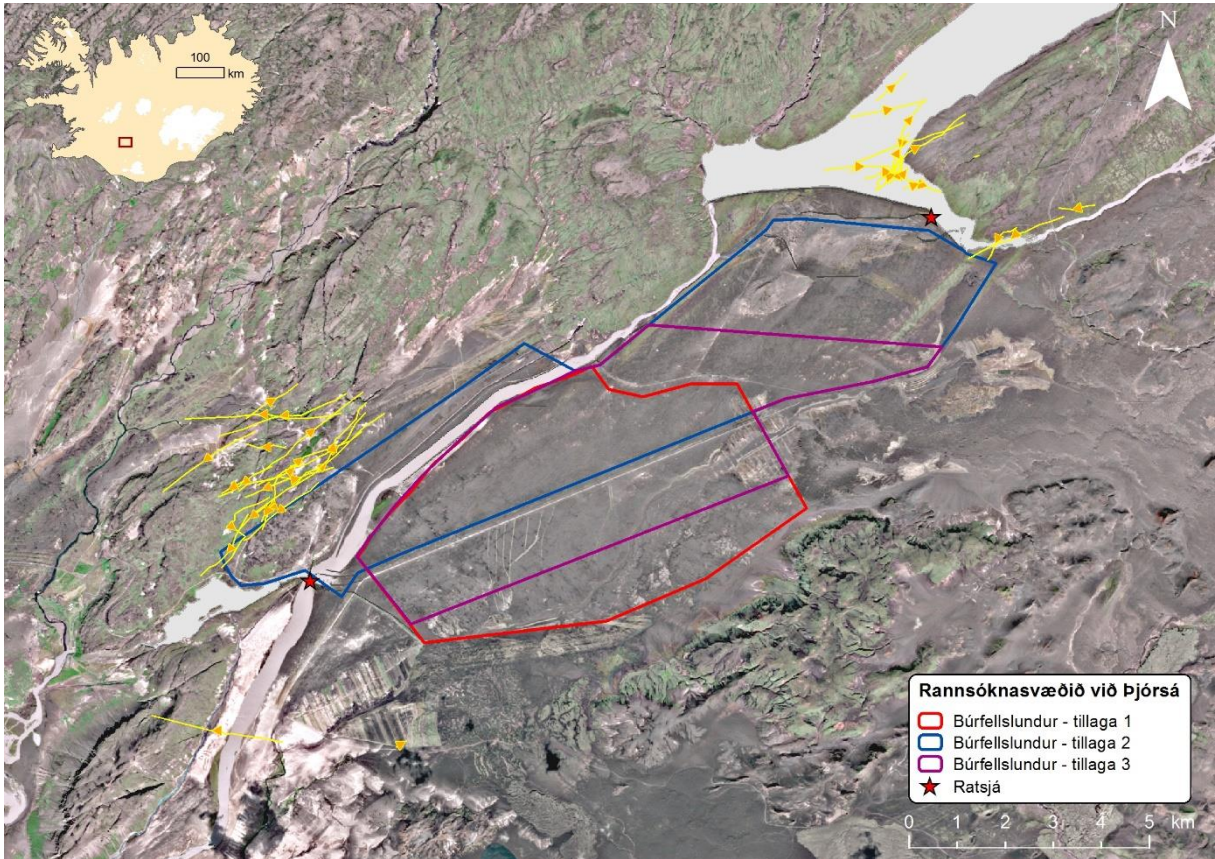 100
km
N
Rannsóknasvæðið við Þjórsá
Búrfellslundur - tillaga 1
Búrfellslundur - tillaga 2
Búrfellslundur - tillaga 3
Ratsjá
0 1 2 3 4 5 km